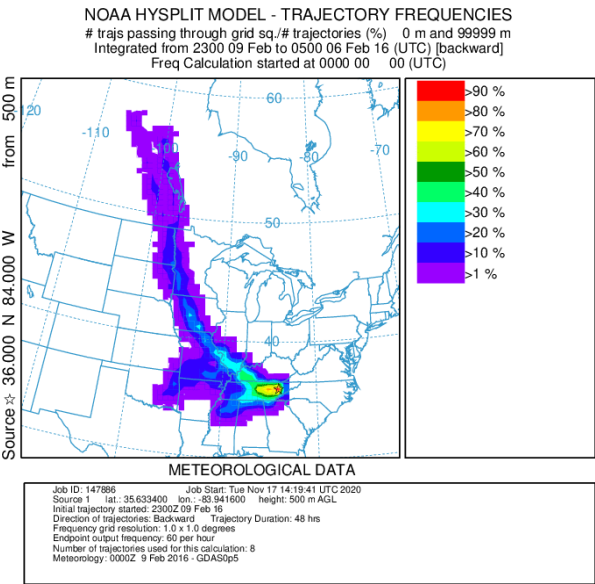 NOAA HYSPLIT MODEL - TRAJECTORY FREQUENCIES
# trajs passing through grid sq./# trajectories (%) 0 m and 99999 m
Integrated from 2300 09 Feb to 0500 06 Feb 16 (UTC) [backward]
Freq Calculation started at 0000 00 00 (UTC)
Source ☆ 36.000 N 84.000 W from 500 m
-120
-110
100
-90
-80
-70
60
50
40
>90 %
>80 %
>70 %
>60 %
>50 %
>40 %
>30 %
>20 %
>10 %
>1 %
METEOROLOGICAL DATA
Job ID: 147886 Job Start: Tue Nov 17 14:19:41 UTC 2020
Source 1 lat.: 35.633400 lon.: -83.941600 height: 500 m AGL
Initial trajectory started: 2300Z 09 Feb 16
Direction of trajectories: Backward Trajectory Duration: 48 hrs
Frequency grid resolution: 1.0 x 1.0 degrees
Endpoint output frequency: 60 per hour
Number of trajectories used for this calculation: 8
Meteorology: 0000Z 9 Feb 2016 - GDAS0p5